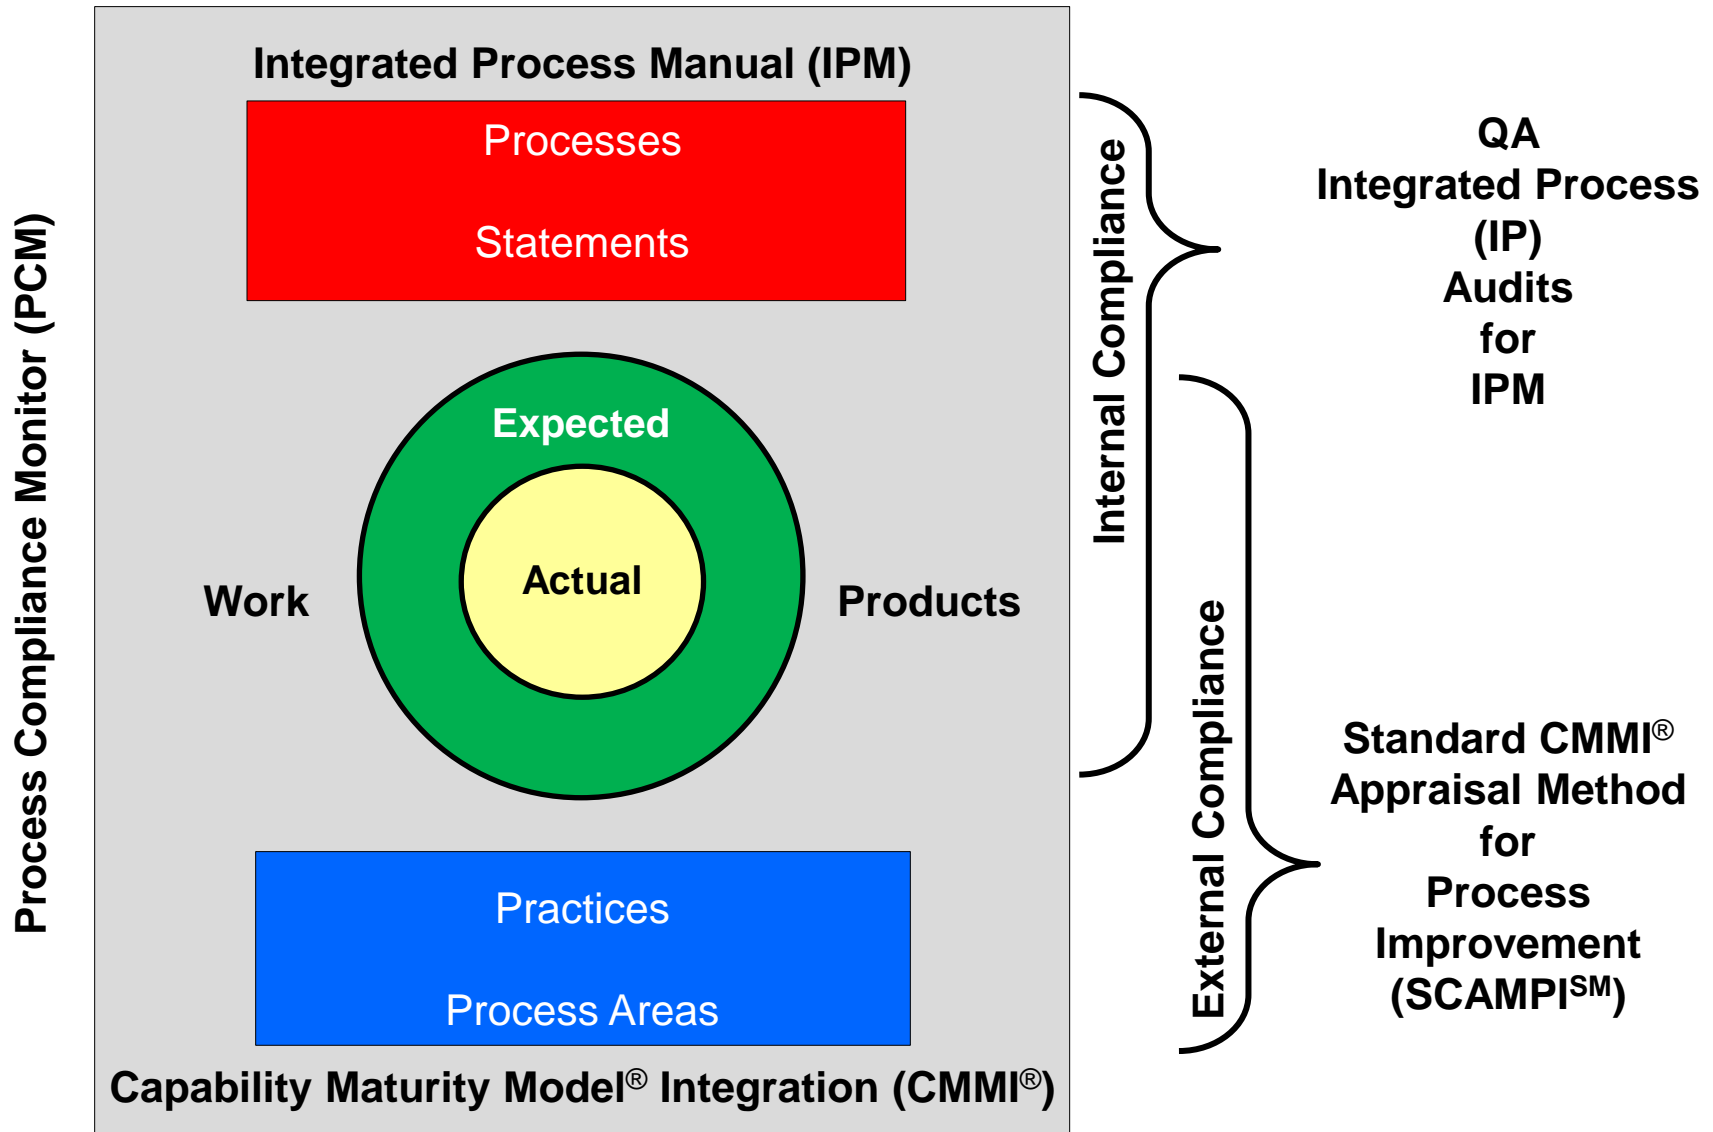 Process Compliance Monitor (PCM)
Integrated Process Manual (IPM)
Processes
Statements
Expected
Actual
Work
Products
Practices
Process Areas
Capability Maturity Model® Integration (CMMI®)
Internal Compliance
QA
Integrated Process
(IP)
Audits
for
IPM
External Compliance
Standard CMMI®
Appraisal Method
for
Process
Improvement
(SCAMPI℠)